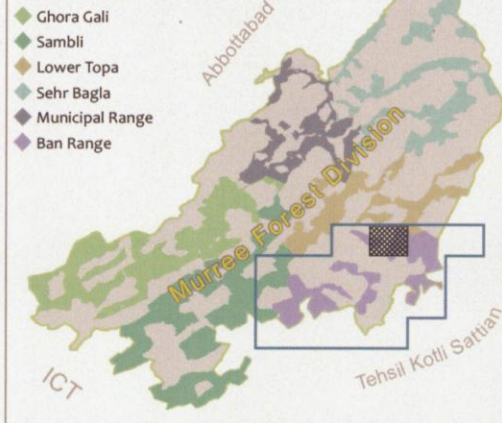 Ghora Gali
Sambli
Lower Topa
Sehr Bagla
Municipal Range
Ban Range
Abbottabad
Murree Forest Division
ICT
Tehsil Kotli Sattian